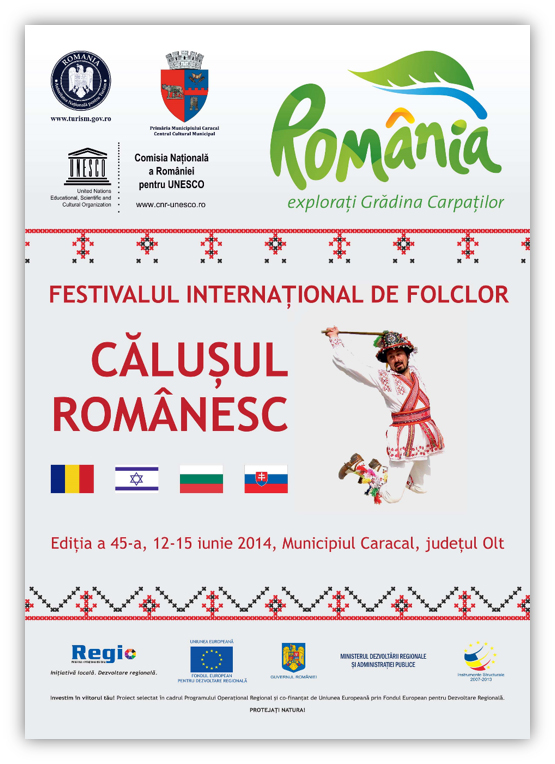 ROMANIA
www.turism.gov.ro
Primăria Municipiului Caracal
Centrul Cultural Municipal
UNESCO
United Nations
Educational, Scientific and
Cultural Organization
Comisia Națională
a României
pentru UNESCO
www.cnr-unesco.ro
România
explorați Grădina Carpaților
FESTIVALUL INTERNAȚIONAL DE FOLCLOR
CĂLUȘUL
ROMÂNESC
Ediția a 45-a, 12-15 iunie 2014, Municipiul Caracal, județul Olt
Regio
Inițiativă locală. Dezvoltare regională.
UNIUNEA EUROPEANĂ
FONDUL EUROPEAN
PENTRU DEZVOLTARE REGIONALĂ
GUVERNUL ROMÂNIEI
MINISTERUL DEZVOLTĂRII REGIONALE
ȘI ADMINISTRAȚIEI PUBLICE
Instrumente Structurale
2007-2013
Investim în viitorul tău! Proiect selectat în cadrul Programului Operațional Regional și co-finanțat de Uniunea Europeană prin Fondul European pentru Dezvoltare Regională.
PROTEJAȚI NATURA!